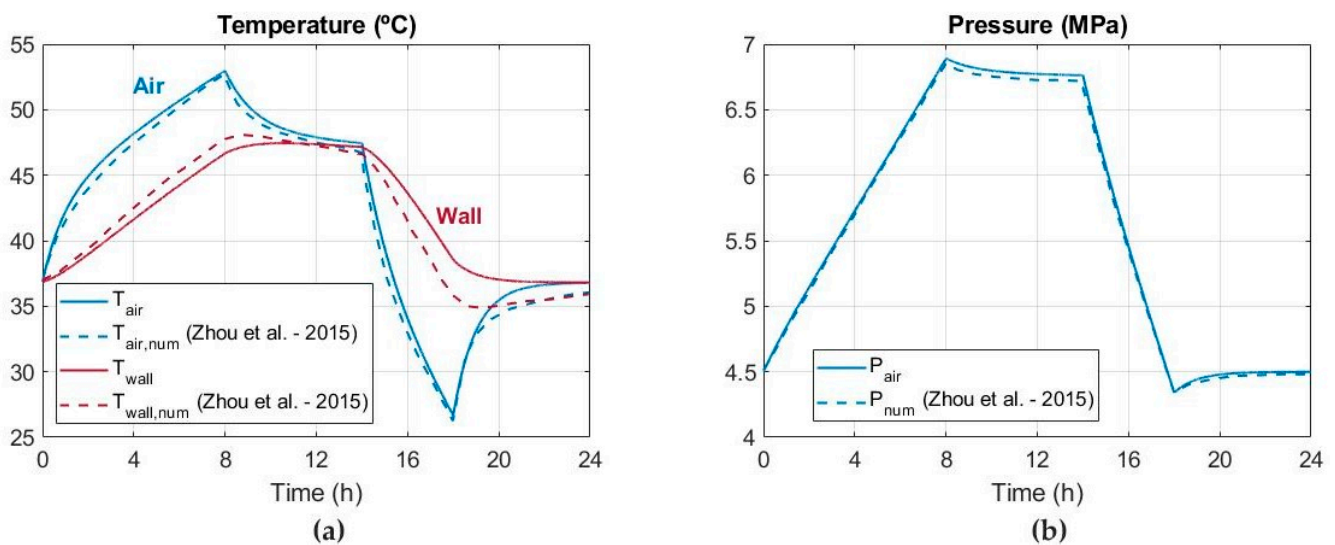 Temperature (ºC)
55
50
45
40
35
30
25
Air
Wall
T_air
T_air,num (Zhou et al. - 2015)
T_wall
T_wall,num (Zhou et al. - 2015)
0 4 8 12 16 20 24
Time (h)
(a)
Pressure (MPa)
7
6.5
6
5.5
5
4.5
4
P_air
P_num (Zhou et al. - 2015)
0 4 8 12 16 20 24
Time (h)
(b)